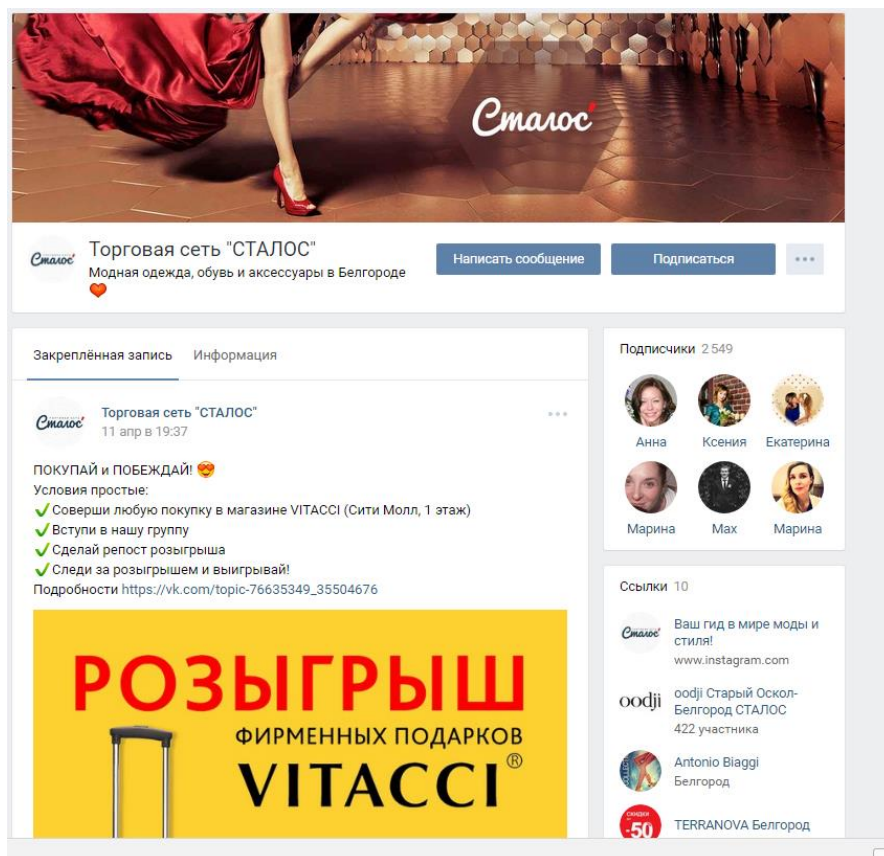 Сталос
Сталос
Торговая сеть "СТАЛОС"
Модная одежда, обувь и аксессуары в Белгороде
Написать сообщение
Подписаться
Закреплённая запись Информация
Сталос
Торговая сеть "СТАЛОС"
11 апр в 19:37
ПОКУПАЙ и ПОБЕЖДАЙ!
Условия простые:
Соверши любую покупку в магазине VITACCI (Сити Молл, 1 этаж)
Вступи в нашу группу
Сделай репост розыгрыша
Следи за розыгрышем и выигрывай!
Подробности https://vk.com/topic-76635349_35504676
РОЗЫГРЫШ
ФИРМЕННЫХ ПОДАРКОВ
VITACCI®
Подписчики 2 549
Анна Ксения Екатерина
Марина Max Марина
Ссылки 10
Сталос
Ваш гид в мире моды и
стиля!
www.instagram.com
oodji
oodji Старый Оскол-
Белгород СТАЛОС
422 участника
Antonio Biaggi
Белгород
скидки
-50
TERRANOVA Белгород